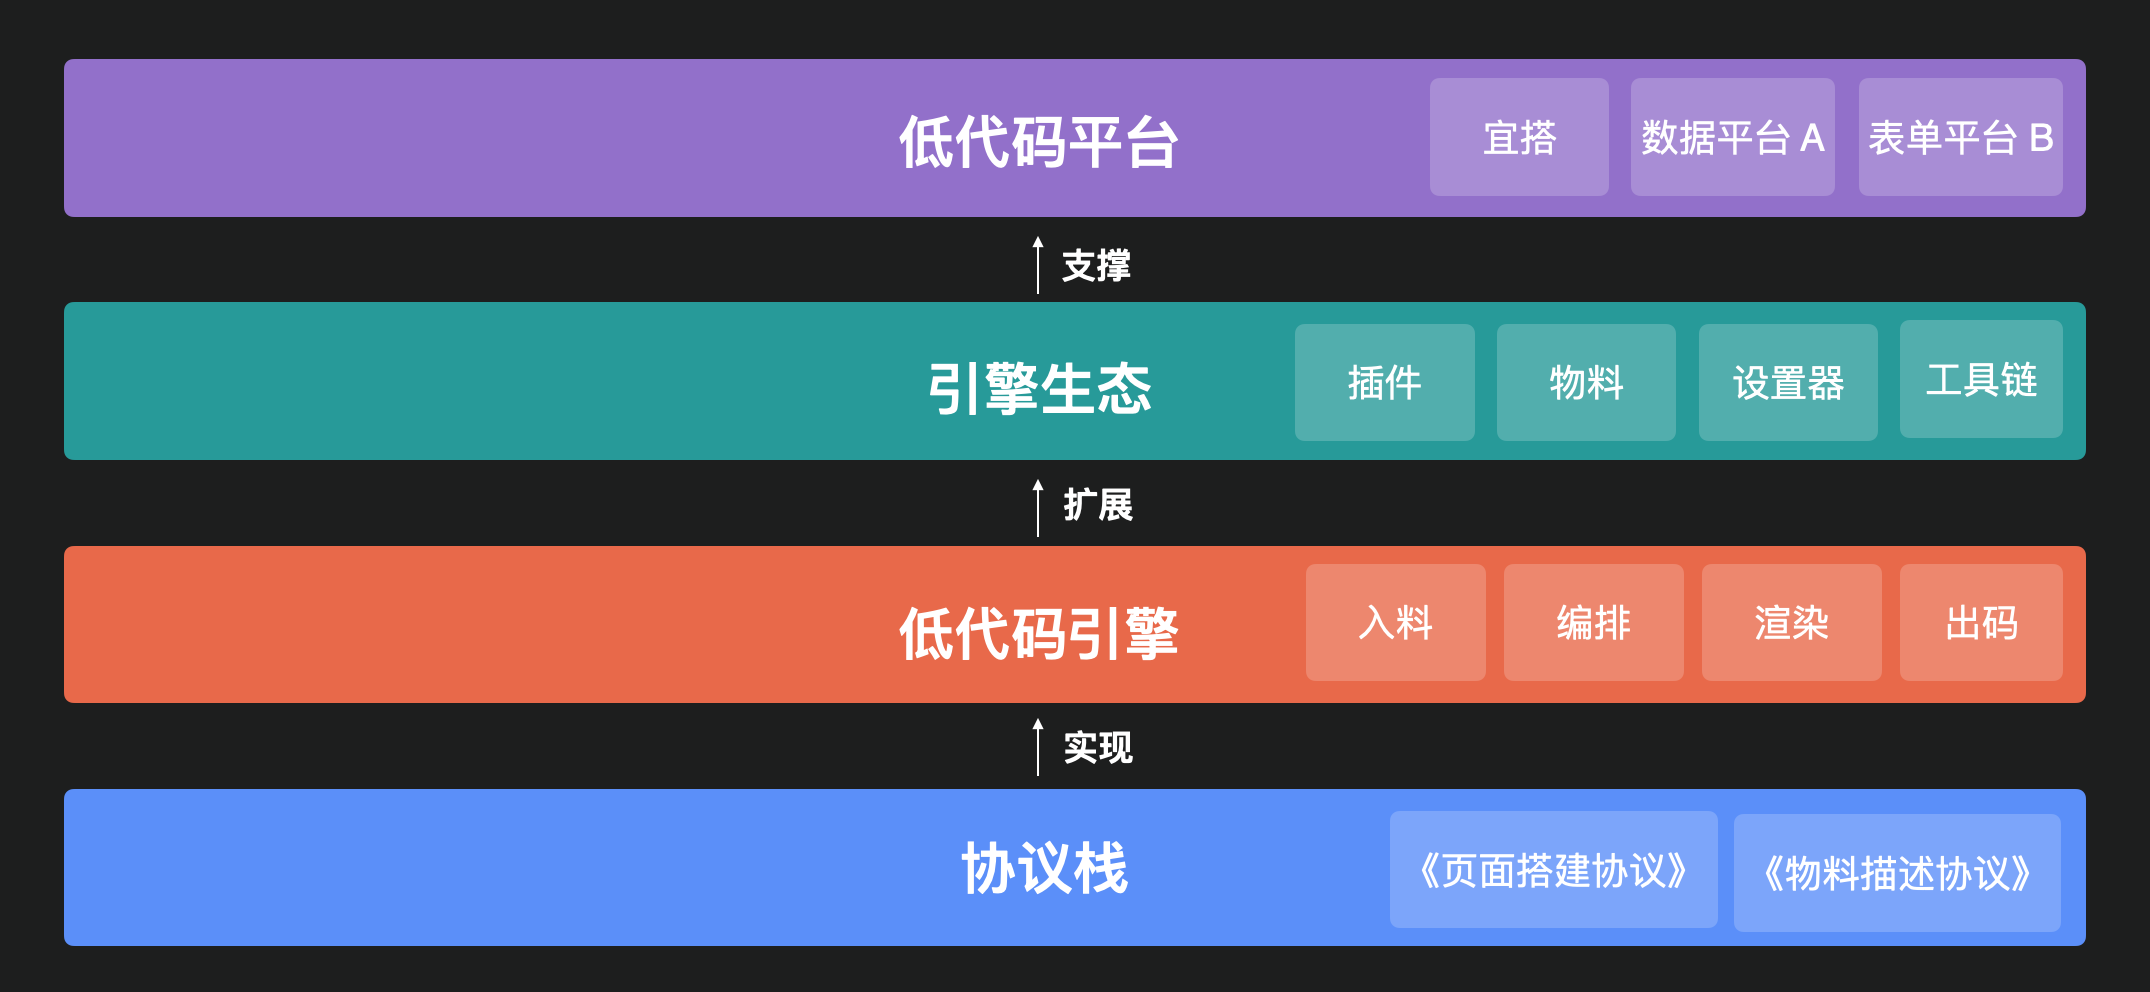 低代码平台
宜搭
数据平台 A
表单平台 B
支撑
引擎生态
插件
物料
设置器
工具链
扩展
低代码引擎
入料
编排
渲染
出码
实现
协议栈
《页面搭建协议》
《物料描述协议》